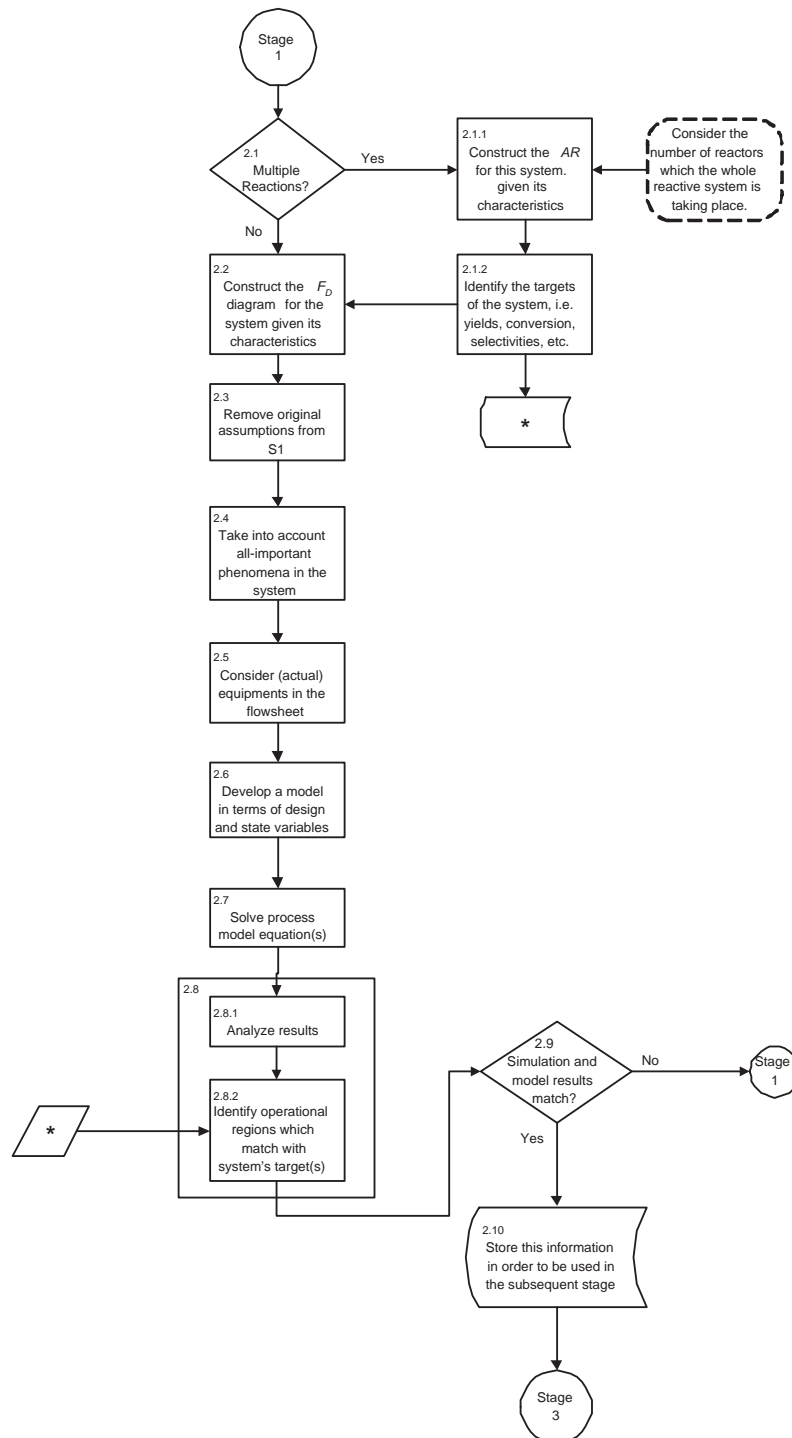 Stage
1
2.1
Multiple
Reactions?
Yes
No
2.1.1
Construct the AR
for this system.
given its
characteristics
Consider the
number of reactors
which the whole
reactive system is
taking place.
2.2
Construct the F_D
diagram for the
system given its
characteristics
2.1.2
Identify the targets
of the system, i.e.
yields, conversion,
selectivities, etc.
*
2.3
Remove original
assumptions from
S1
2.4
Take into account
all-important
phenomena in the
system
2.5
Consider (actual)
equipments in the
flowsheet
2.6
Develop a model
in terms of design
and state variables
2.7
Solve process
model equation(s)
2.8
2.8.1
Analyze results
2.8.2
Identify operational
regions which
match with
system's target(s)
*
2.9
Simulation and
model results
match?
No
Stage
1
Yes
2.10
Store this information
in order to be used in
the subsequent stage
Stage
3